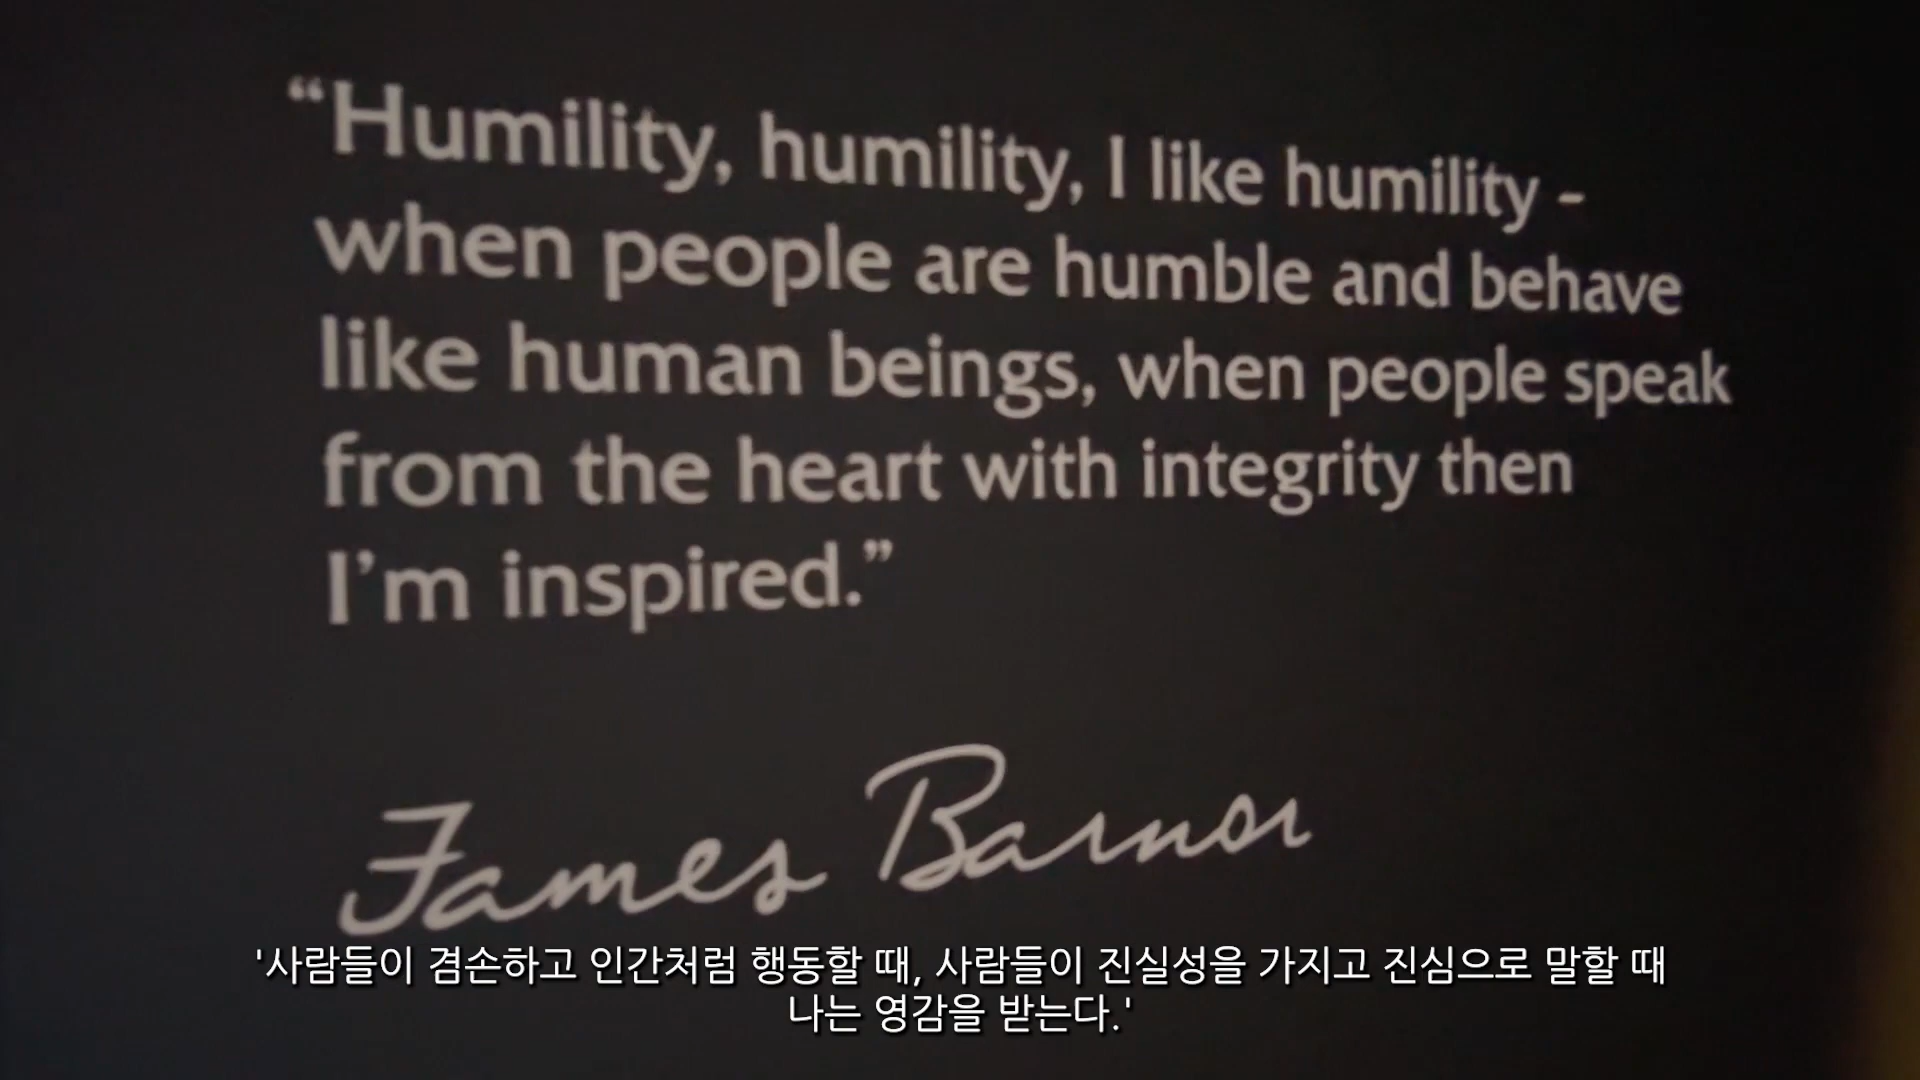 “Humility, humility, I like humility -
when people are humble and behave
like human beings, when people speak
from the heart with integrity then
I’m inspired.”
James Barnor
'사람들이 겸손하고 인간처럼 행동할 때, 사람들이 진실성을 가지고 진심으로 말할 때
나는 영감을 받는다.'